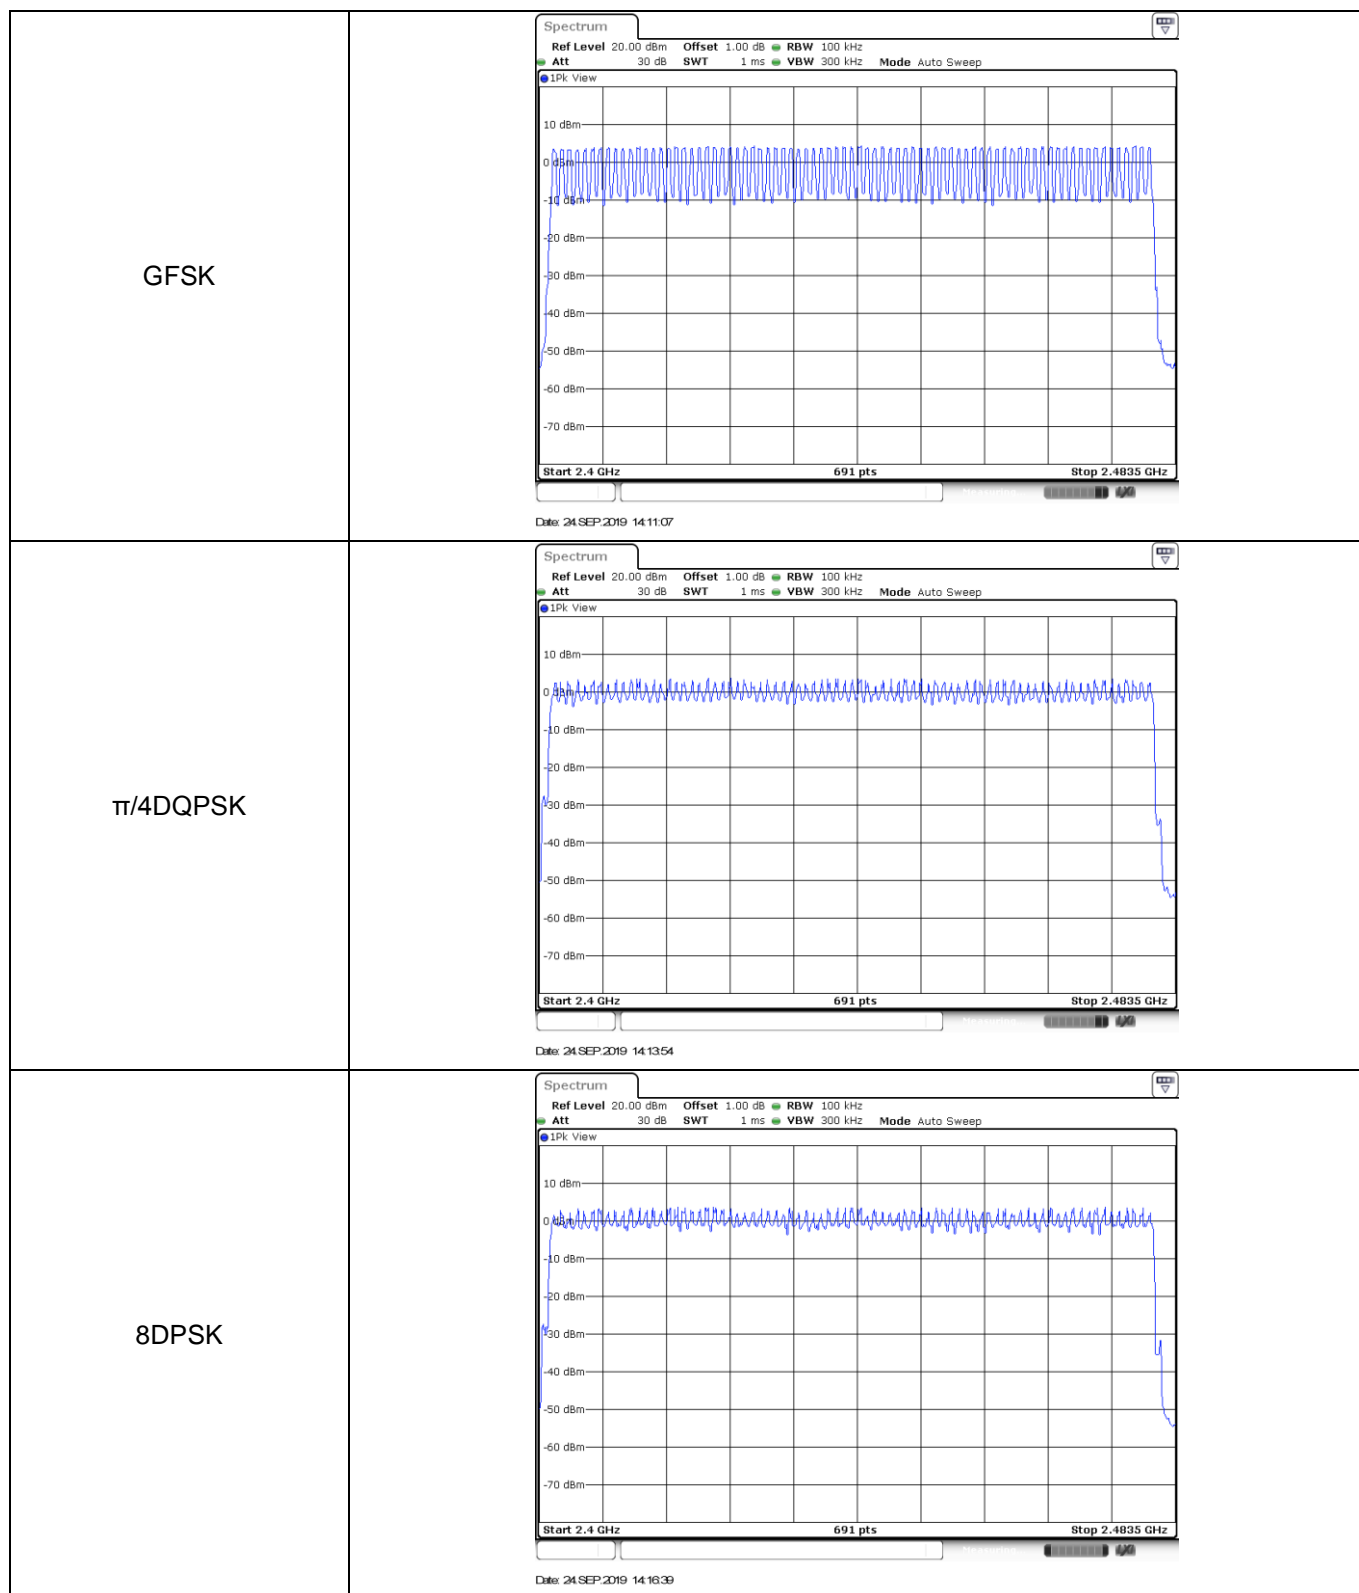 GFSK
Spectrum
Ref Level 20.00 dBm Offset 1.00 dB RBW 100 kHz
Att 30 dB SWT 1 ms VBW 300 kHz Mode Auto Sweep
1Pk View
10 dBm
0 dBm
-10 dBm
-20 dBm
-30 dBm
-40 dBm
-50 dBm
-60 dBm
-70 dBm
Start 2.4 GHz 691 pts Stop 2.4835 GHz
Measuring...
Date: 24.SEP.2019 14:11:07
π/4DQPSK
Spectrum
Ref Level 20.00 dBm Offset 1.00 dB RBW 100 kHz
Att 30 dB SWT 1 ms VBW 300 kHz Mode Auto Sweep
1Pk View
10 dBm
0 dBm
-10 dBm
-20 dBm
-30 dBm
-40 dBm
-50 dBm
-60 dBm
-70 dBm
Start 2.4 GHz 691 pts Stop 2.4835 GHz
Measuring...
Date: 24.SEP.2019 14:13:54
8DPSK
Spectrum
Ref Level 20.00 dBm Offset 1.00 dB RBW 100 kHz
Att 30 dB SWT 1 ms VBW 300 kHz Mode Auto Sweep
1Pk View
10 dBm
0 dBm
-10 dBm
-20 dBm
-30 dBm
-40 dBm
-50 dBm
-60 dBm
-70 dBm
Start 2.4 GHz 691 pts Stop 2.4835 GHz
Measuring...
Date: 24.SEP.2019 14:16:39